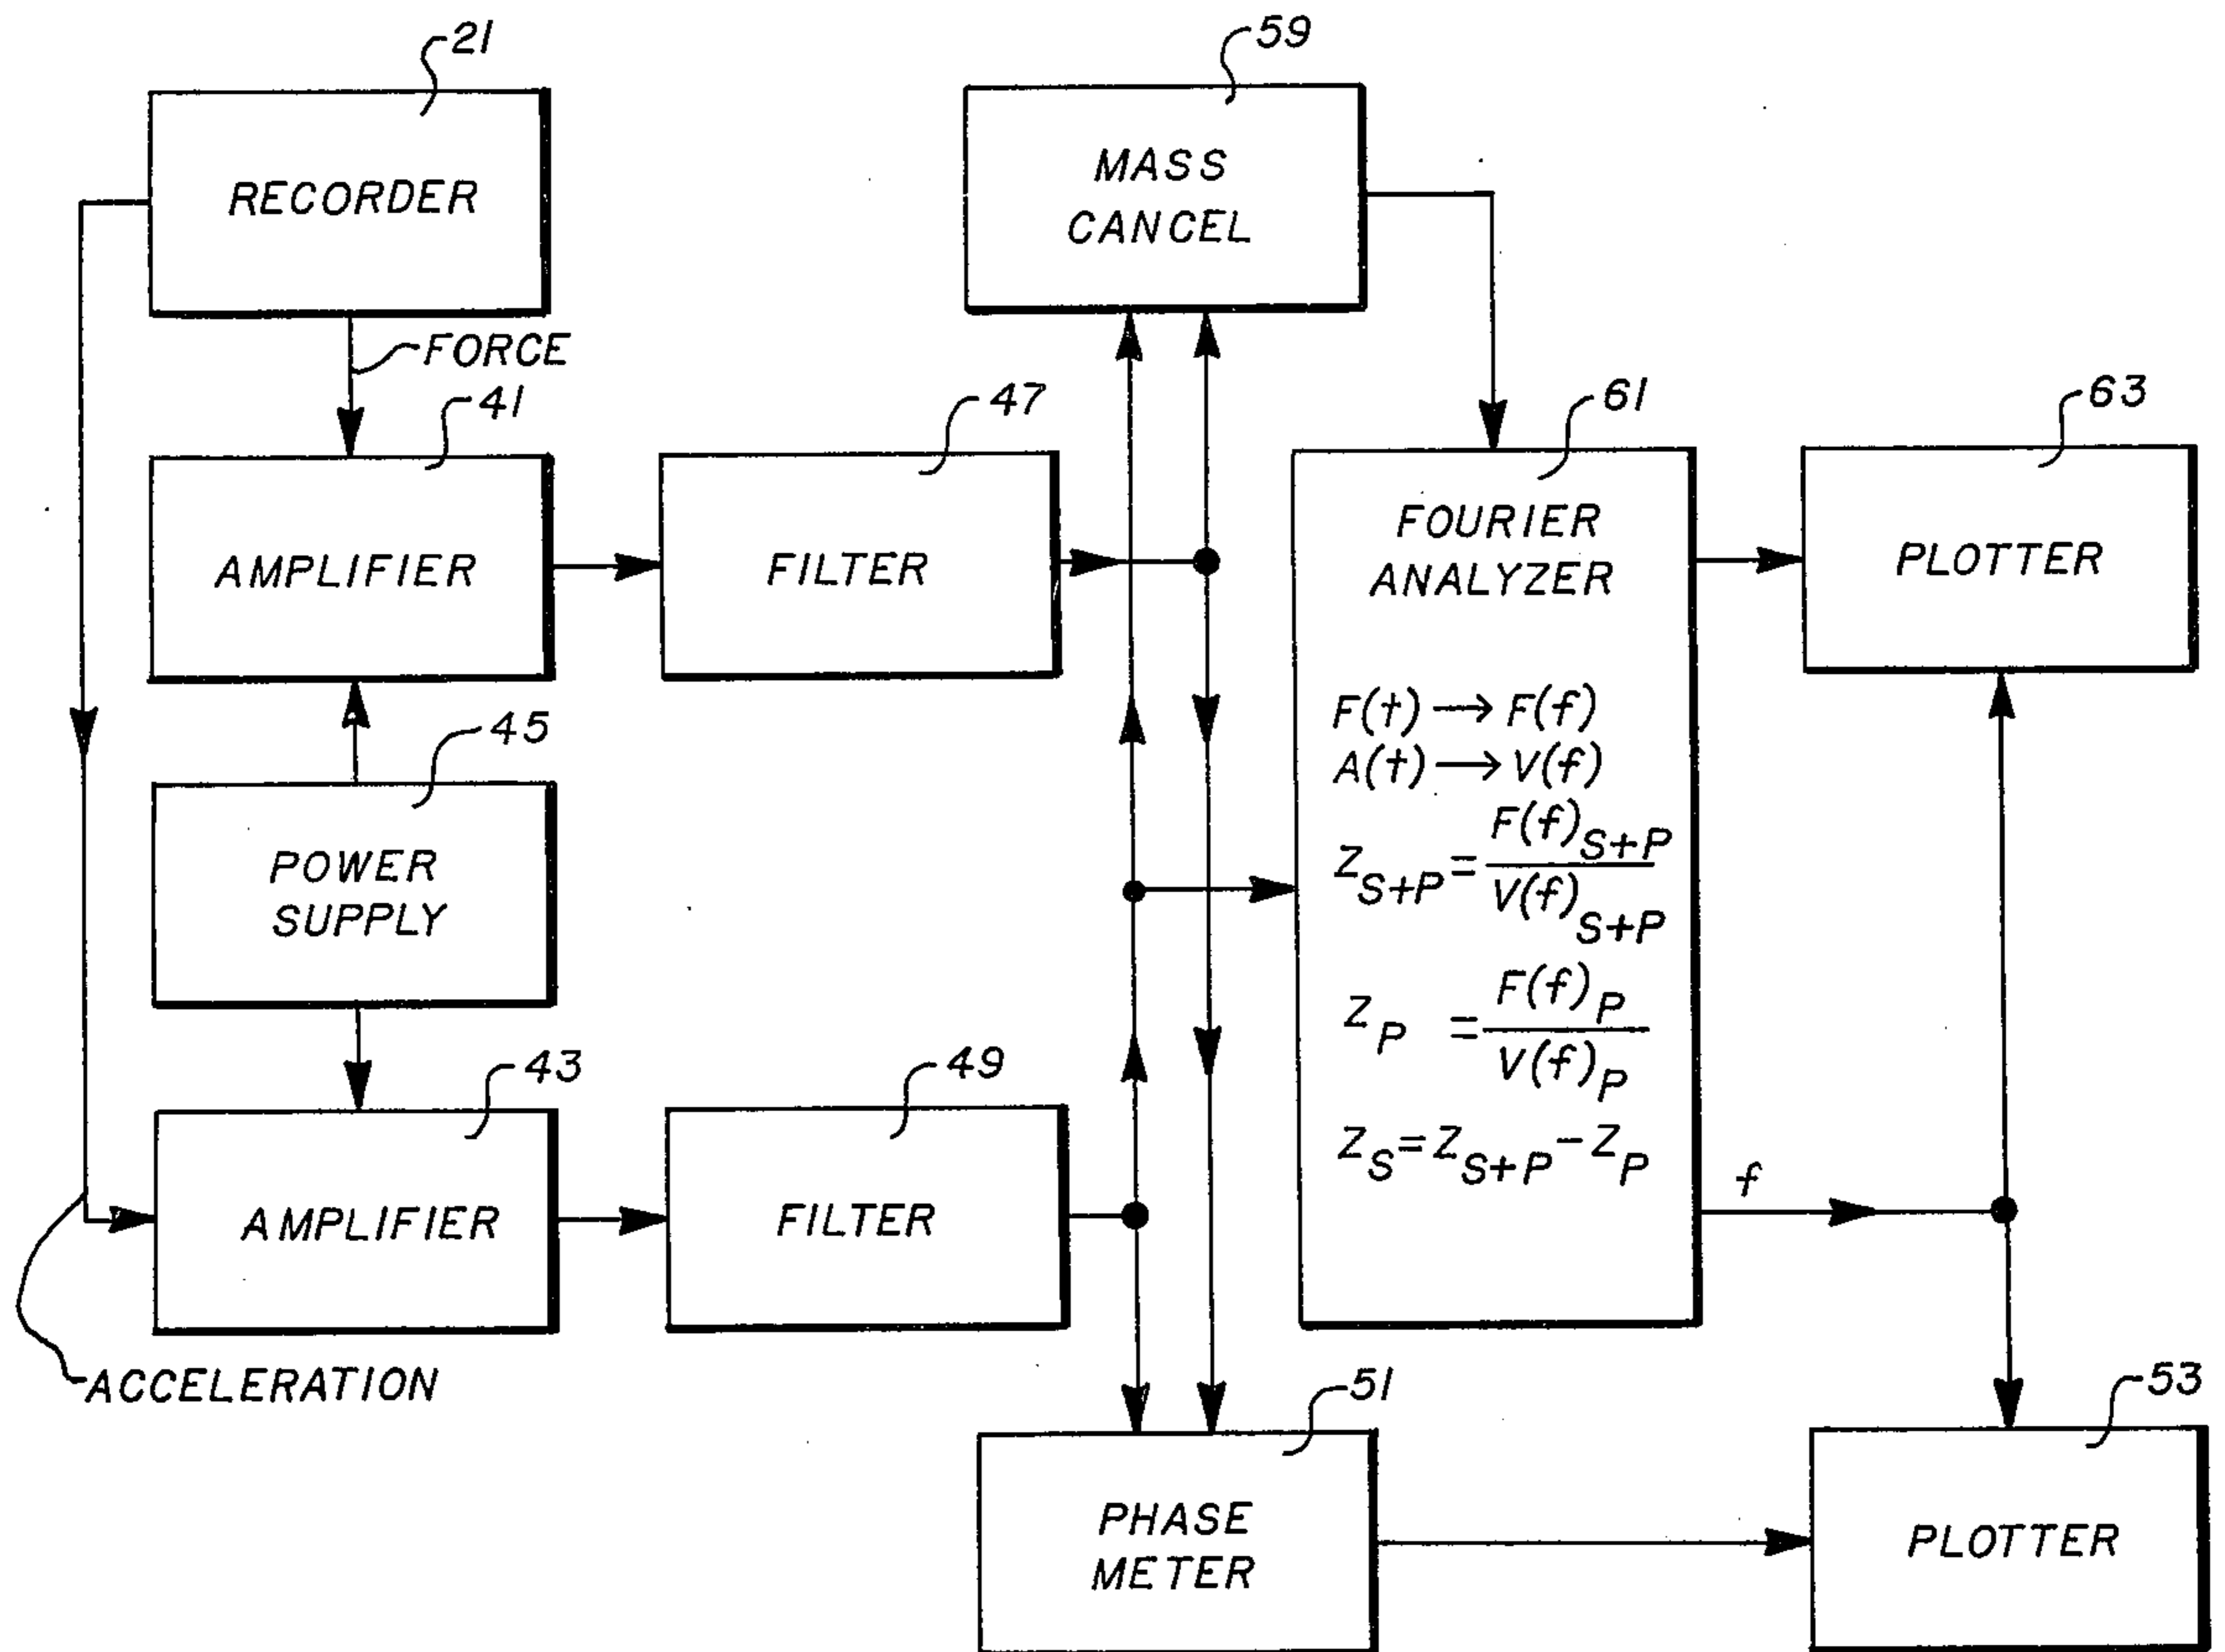 21
RECORDER
FORCE
41
AMPLIFIER
45
POWER
SUPPLY
43
AMPLIFIER
ACCELERATION
47
FILTER
49
FILTER
59
MASS
CANCEL
61
FOURIER
ANALYZER
F(t) → F(f)
A(t) → V(f)
Z_{S+P} = F(f)_{S+P} / V(f)_{S+P}
Z_P = F(f)_P / V(f)_P
Z_S = Z_{S+P} - Z_P
f
63
PLOTTER
51
PHASE
METER
53
PLOTTER